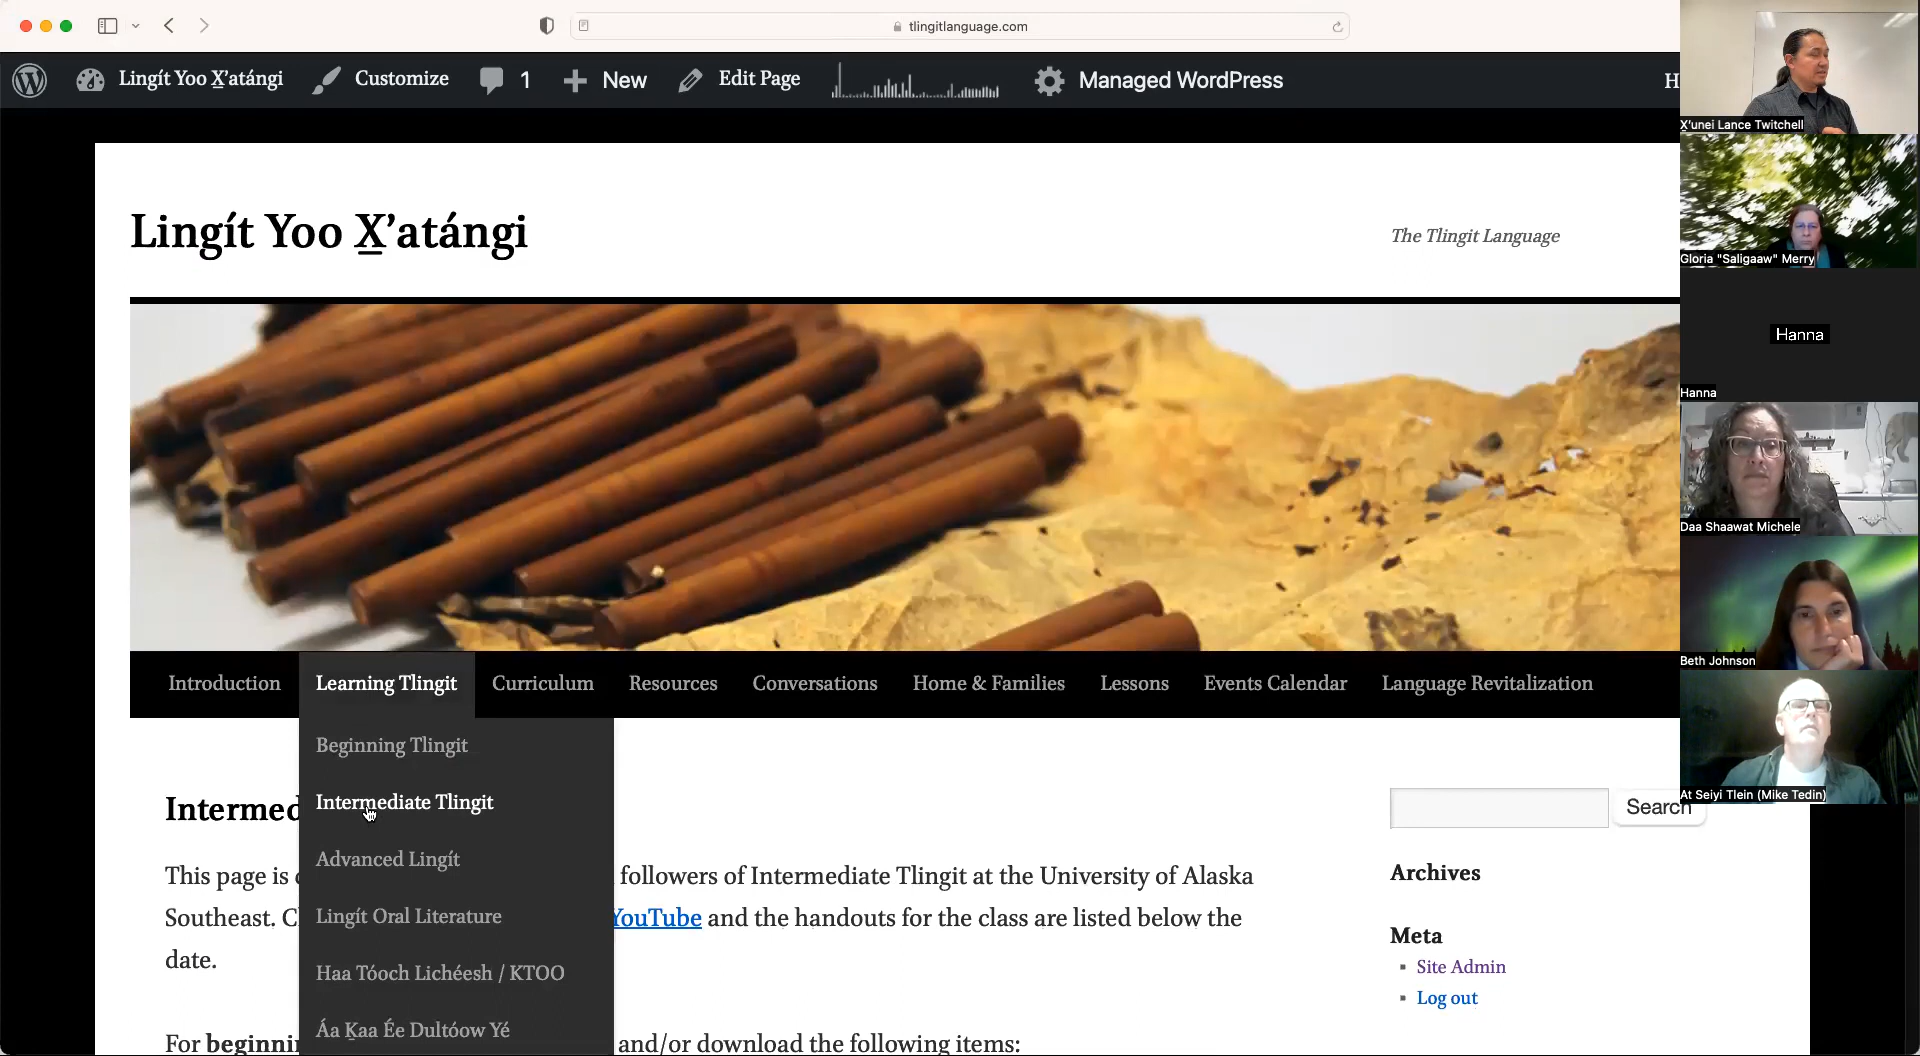 tlingitlanguage.com
Lingít Yoo X̲'atángi
Customize
1
New
Edit Page
Managed WordPress
H
Lingít Yoo X̲’atángi
The Tlingit Language
Introduction
Learning Tlingit
Curriculum
Resources
Conversations
Home & Families
Lessons
Events Calendar
Language Revitalization
Beginning Tlingit
Intermediate Tlingit
Advanced Lingít
Lingít Oral Literature
Haa Tóoch Lichéesh / KTOO
Áa Ḵaa Ée Dultóow Yé
Intermed
This page is
followers of Intermediate Tlingit at the University of Alaska
Southeast. C
YouTube and the handouts for the class are listed below the
date.
For beginni
and/or download the following items:
Search
Archives
Meta
Site Admin
Log out
X̲'unei Lance Twitchell
Gloria "Saligaaw" Merry
Hanna
Hanna
Daa Shaawat Michele
Beth Johnson
At Seiyi Tlein (Mike Tedin)